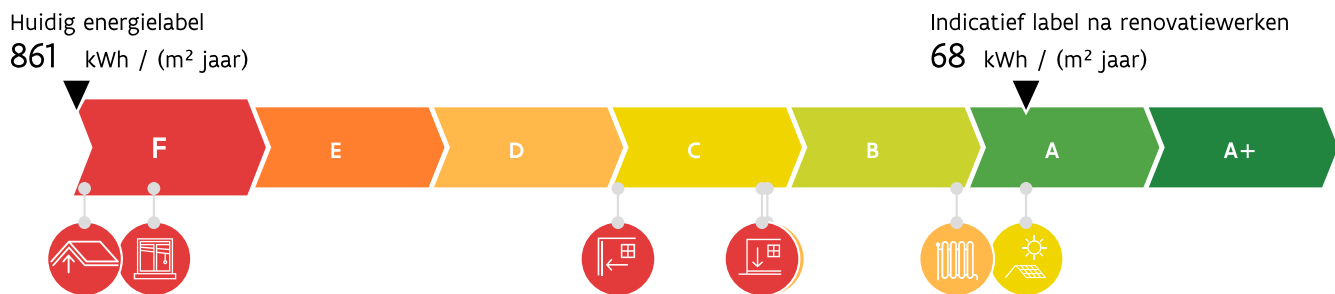 Huidig energielabel
861 kWh / (m² jaar)
Indicatief label na renovatiewerken
68 kWh / (m² jaar)
F E D C B A A+